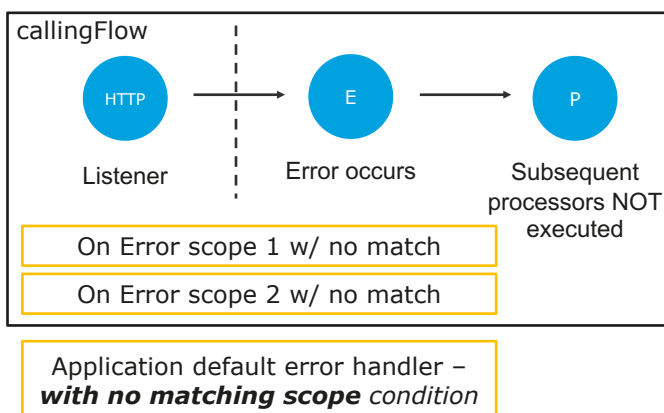 callingFlow
HTTP
E
P
Listener
Error occurs
Subsequent
processors NOT
executed
On Error scope 1 w/ no match
On Error scope 2 w/ no match
Application default error handler –
with no matching scope condition